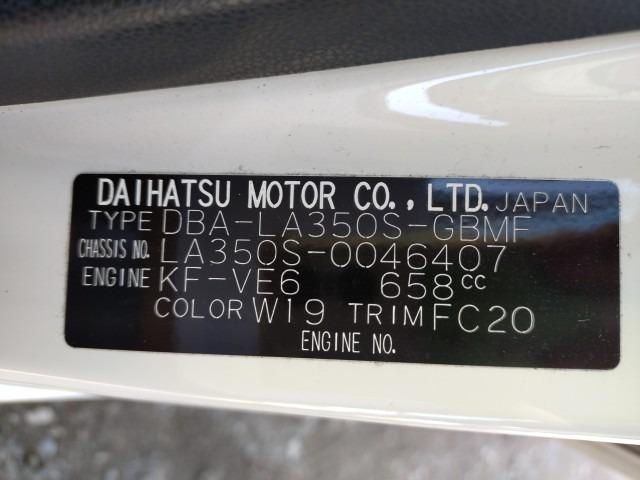 DAIHATSU MOTOR CO., LTD. JAPAN
TYPE DBA-LA350S-GBMF
CHASSIS NO. LA350S-0046407
ENGINE KF-VE6 658cc
COLOR W19 TRIM FC20
ENGINE NO.